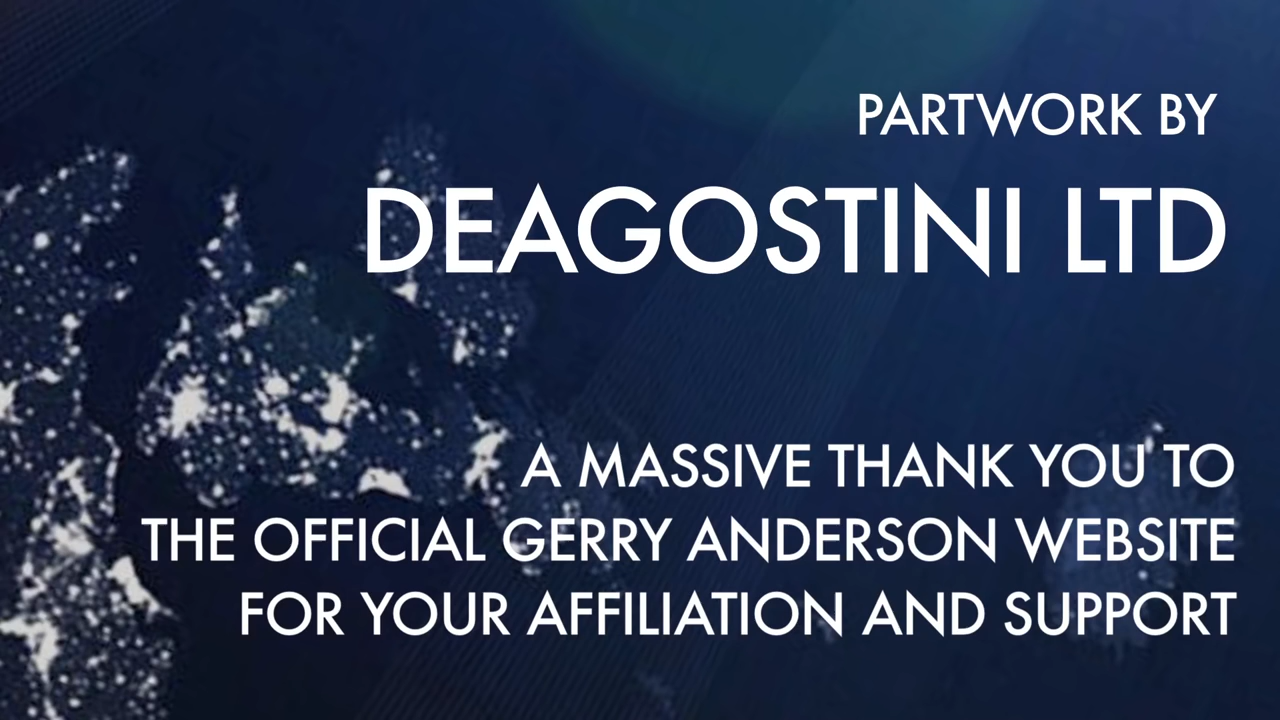 PARTWORK BY
DEAGOSTINI LTD
A MASSIVE THANK YOU TO
THE OFFICIAL GERRY ANDERSON WEBSITE
FOR YOUR AFFILIATION AND SUPPORT